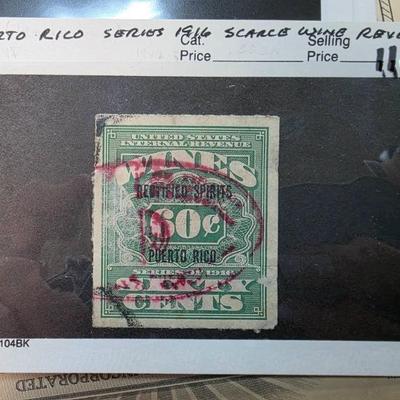 RTO RICO SERIES 1916 SCARCE WINE REVE
Cat. Selling
Price Price
UNITED STATES
INTERNAL REVENUE
WINES
RECTIFIED SPIRITS
60¢
PUERTO RICO
SERIES OF 1916
SIXTY
CENTS
104BK
INCORPORATED